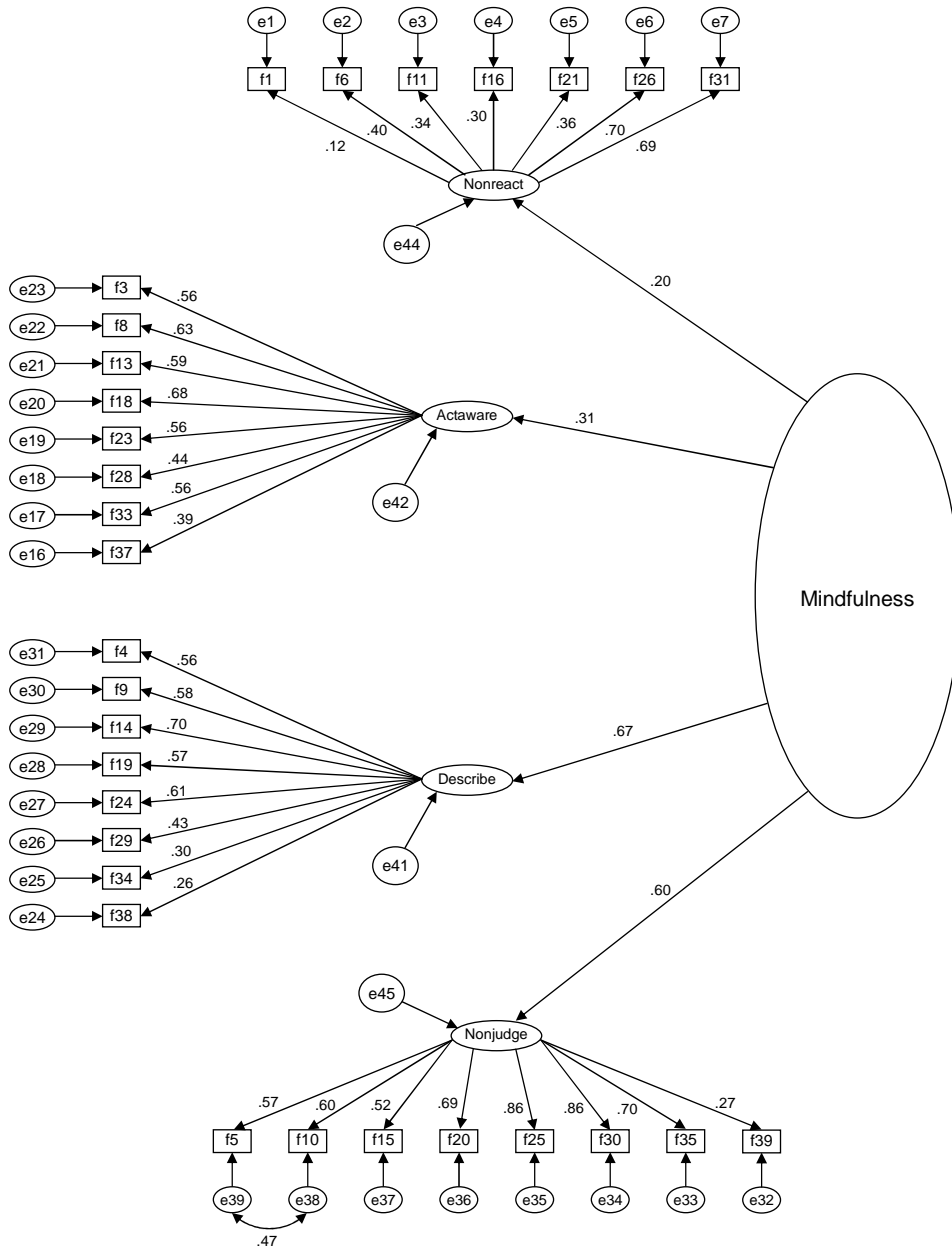 e1 e2 e3 e4 e5 e6 e7
f1 f6 f11 f16 f21 f26 f31
.12 .40 .34 .30 .36 .70 .69
Nonreact
e44
.20
e23 f3 .56
e22 f8 .63
e21 f13 .59
e20 f18 .68
e19 f23 .56
e18 f28 .44
e17 f33 .56
e16 f37 .39
Actaware
.31
e42
Mindfulness
e31 f4 .56
e30 f9 .58
e29 f14 .70
e28 f19 .57
e27 f24 .61
e26 f29 .43
e25 f34 .30
e24 f38 .26
Describe
.67
e41
.60
e45
Nonjudge
.57 .60 .52 .69 .86 .86 .70 .27
f5 f10 f15 f20 f25 f30 f35 f39
e39 e38 e37 e36 e35 e34 e33 e32
.47